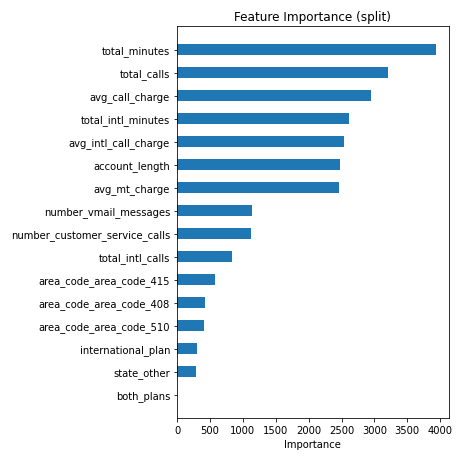 Feature Importance (split)
total_minutes
total_calls
avg_call_charge
total_intl_minutes
avg_intl_call_charge
account_length
avg_mt_charge
number_vmail_messages
number_customer_service_calls
total_intl_calls
area_code_area_code_415
area_code_area_code_408
area_code_area_code_510
international_plan
state_other
both_plans
0 500 1000 1500 2000 2500 3000 3500 4000
Importance